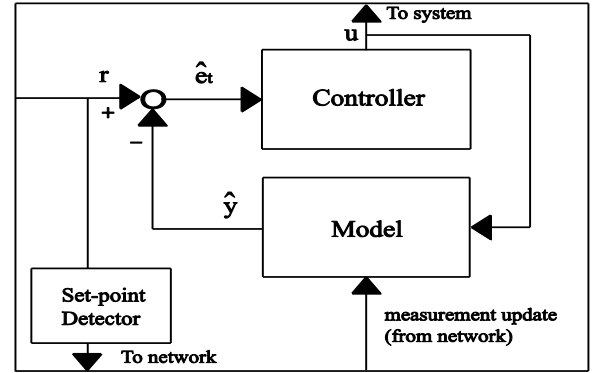 To system
u
r
ê_t
Controller
+
−
ŷ
Model
Set-point
Detector
measurement update
(from network)
To network